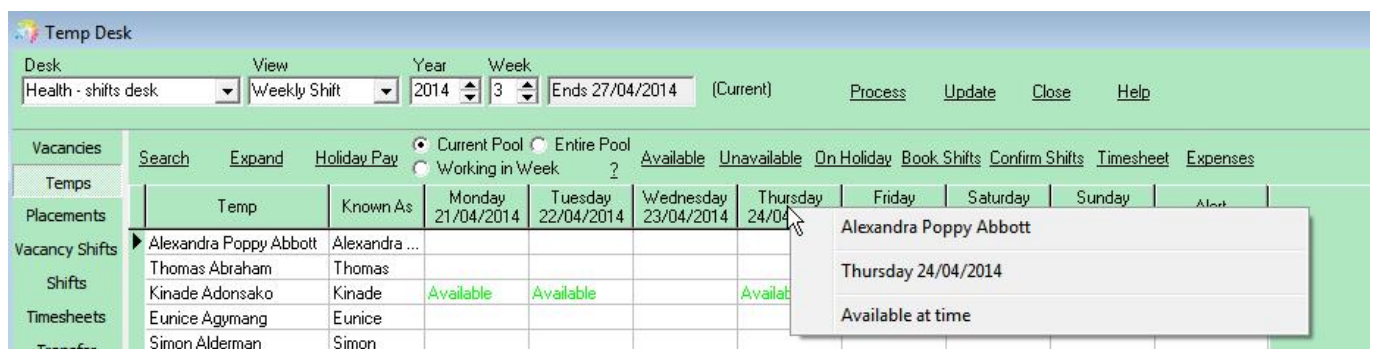 Temp Desk
Desk View Year Week
Health - shifts desk Weekly Shift 2014 3 Ends 27/04/2014 (Current) Process Update Close Help
Vacancies
Temps
Placements
Vacancy Shifts
Shifts
Timesheets
Search Expand Holiday Pay Current Pool Entire Pool Available Unavailable On Holiday Book Shifts Confirm Shifts Timesheet Expenses
Working in Week ?
Temp Known As Monday Tuesday Wednesday Thursday Friday Saturday Sunday
21/04/2014 22/04/2014 23/04/2014
Alexandra Poppy Abbott Alexandra ...
Thomas Abraham Thomas
Kinade Adonsako Kinade Available Available
Eunice Agymang Eunice
Simon Alderman Simon
Alexandra Poppy Abbott
Thursday 24/04/2014
Available at time